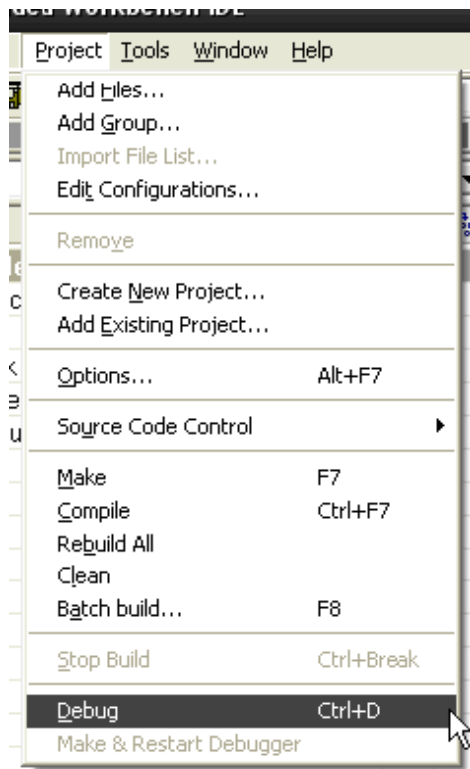 Workbench IDE
Project Tools Window Help
Add Files...
Add Group...
Import File List...
Edit Configurations...
Remove
Create New Project...
Add Existing Project...
Options... Alt+F7
Source Code Control
Make F7
Compile Ctrl+F7
Rebuild All
Clean
Batch build... F8
Stop Build Ctrl+Break
Debug Ctrl+D
Make & Restart Debugger